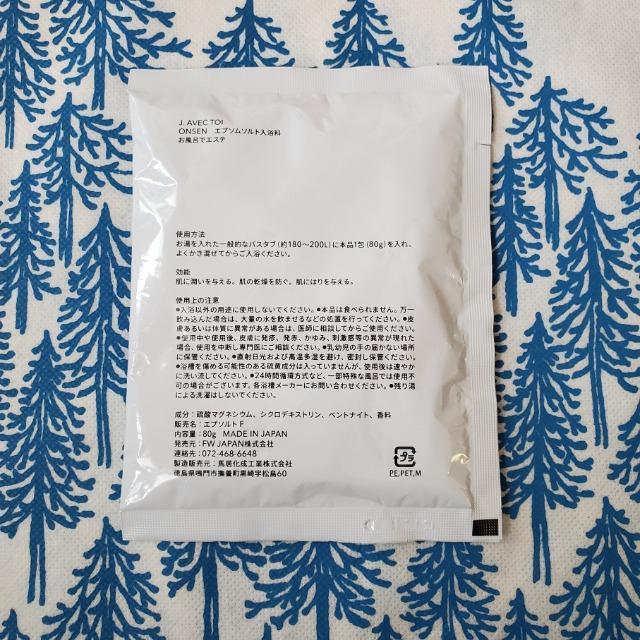 J. AVEC TOI
ONSEN エプソムソルト入浴料
お風呂でエステ
使用方法
お湯を入れた一般的なバスタブ(約180~200L)に本品1包(80g)を入れ、
よくかき混ぜてからご入浴ください。
効能
肌に潤いを与える。肌の乾燥を防ぐ。肌にはりを与える。
使用上の注意
●入浴以外の用途に使用しないでください。●本品は食べられません。万一
飲み込んだ場合は、大量の水を飲ませるなどの処置を行ってください。●皮
膚あるいは体質に異常がある場合は、医師に相談してからご使用ください。
●使用中や使用後、皮膚に発疹、発赤、かゆみ、刺激感等の異常が現れた
場合、使用を中断し専門医にご相談ください。●乳幼児の手の届かない場所
に保管ください。●直射日光および高温多湿を避け、密封し保管ください。
●浴槽を傷める可能性のある硫黄成分は入っていませんが、使用後は速やか
に洗い流してください。●24時間循環方式など、一部特殊な風呂では使用不
可の場合がございます。各浴槽メーカーにお問い合わせください。●残り湯
による洗濯はしないでください。
成分:硫酸マグネシウム、シクロデキストリン、ベントナイト、香料
販売名:エプソルトF
内容量:80g MADE IN JAPAN
発売元:FW JAPAN株式会社
連絡先:072-468-6648
製造販売元:馬居化成工業株式会社
徳島県鳴門市撫養町黒崎字松島60
プラ
PE,PET,M